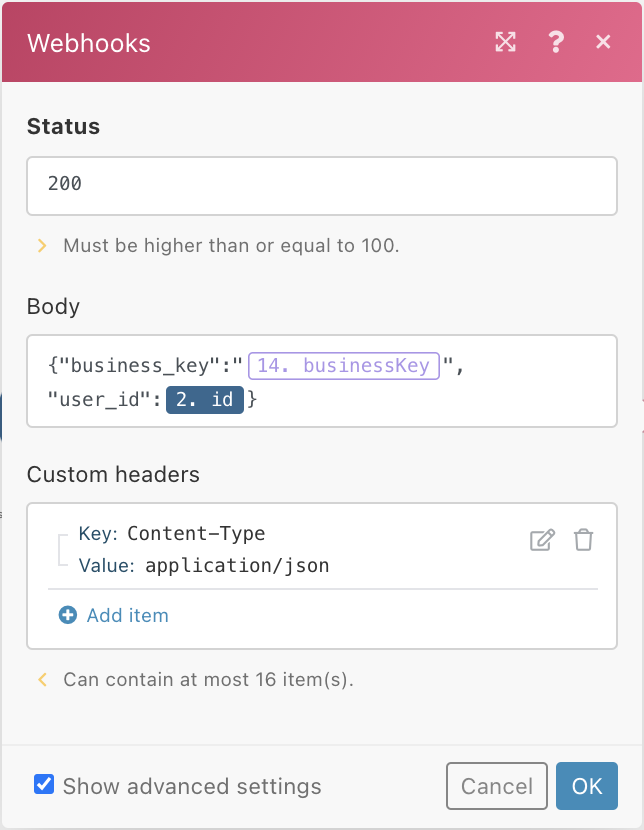 Webhooks
Status
200
Must be higher than or equal to 100.
Body
{"business_key":"14. businessKey",
"user_id":2. id}
Custom headers
Key: Content-Type
Value: application/json
Add item
Can contain at most 16 item(s).
Show advanced settings
Cancel
OK